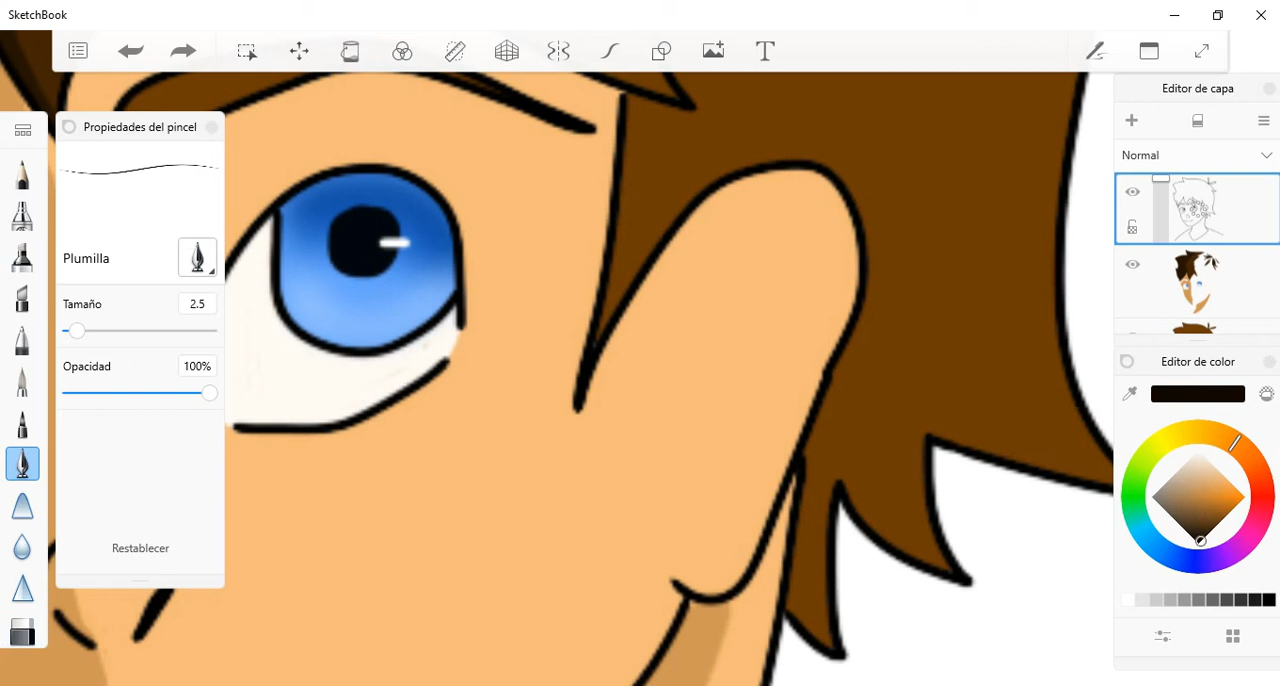 SketchBook
Editor de capa
Propiedades del pincel
Normal
Plumilla
Tamaño 2.5
Opacidad 100%
Editor de color
Restablecer